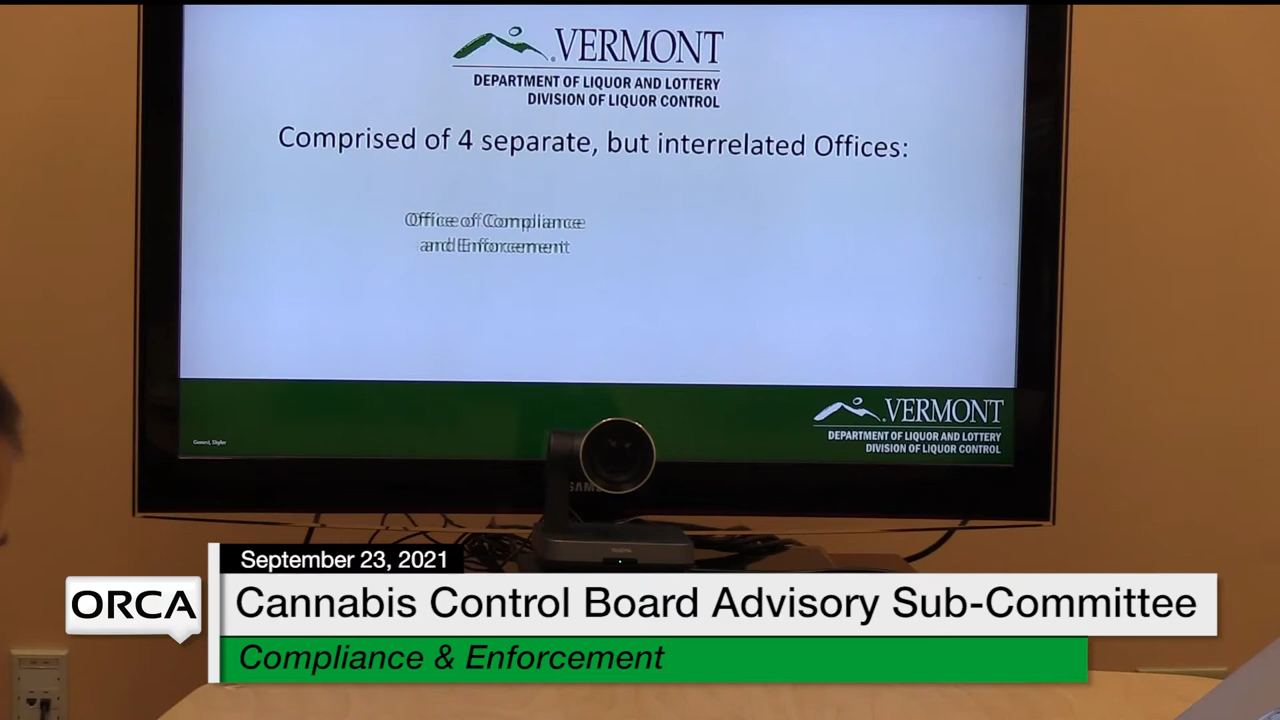 VERMONT
DEPARTMENT OF LIQUOR AND LOTTERY
DIVISION OF LIQUOR CONTROL
Comprised of 4 separate, but interrelated Offices:
Office of Compliance
and Enforcement
VERMONT
DEPARTMENT OF LIQUOR AND LOTTERY
DIVISION OF LIQUOR CONTROL
SAM
September 23, 2021
ORCA
Cannabis Control Board Advisory Sub-Committee
Compliance & Enforcement